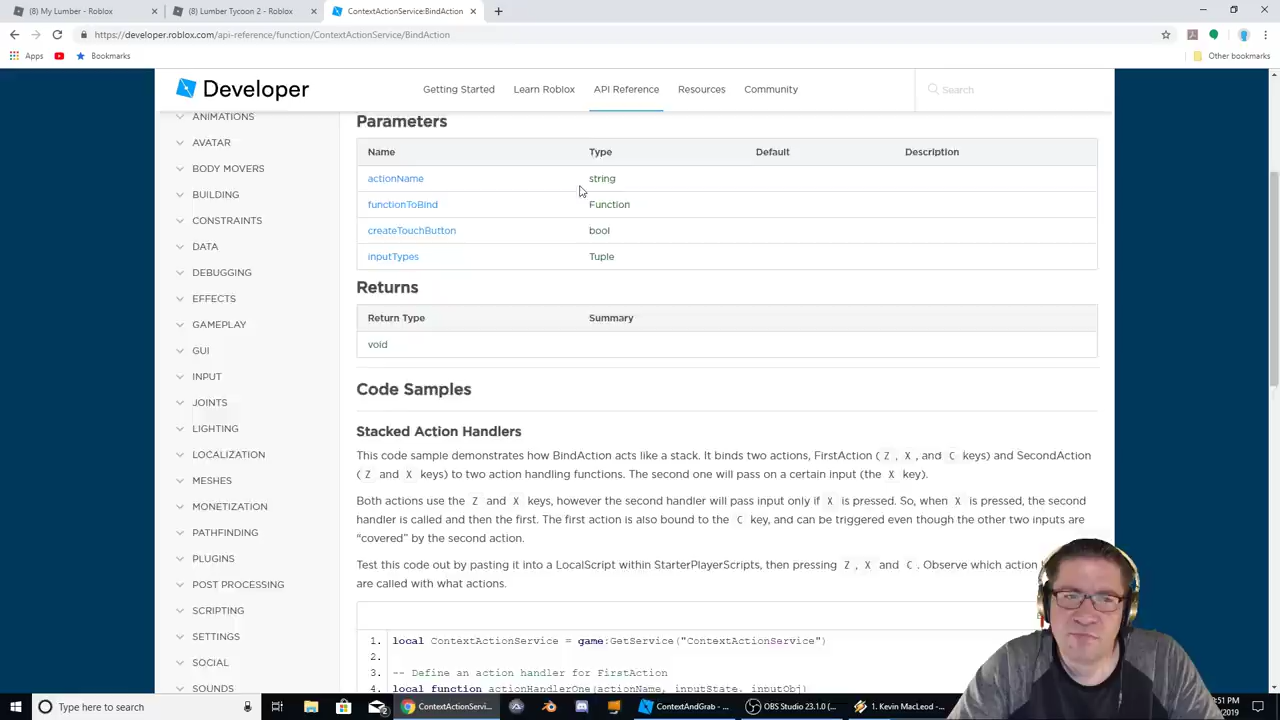 (8) My Lumber - Roblox
(8) Lumber Tycoon 2 - Roblox
ContextActionService:BindAction
https://developer.roblox.com/api-reference/function/ContextActionService/BindAction
Apps
Bookmarks
Other bookmarks
Developer
Getting Started
Learn Roblox
API Reference
Resources
Community
Search
ANIMATIONS
AVATAR
BODY MOVERS
BUILDING
CONSTRAINTS
DATA
DEBUGGING
EFFECTS
GAMEPLAY
GUI
INPUT
JOINTS
LIGHTING
LOCALIZATION
MESHES
MONETIZATION
PATHFINDING
PLUGINS
POST PROCESSING
SCRIPTING
SETTINGS
SOCIAL
SOUNDS
Parameters
Name Type Default Description
actionName string
functionToBind Function
createTouchButton bool
inputTypes Tuple
Returns
Return Type Summary
void
Code Samples
Stacked Action Handlers
This code sample demonstrates how BindAction acts like a stack. It binds two actions, FirstAction ( Z , X , and C keys) and SecondAction
( Z and X keys) to two action handling functions. The second one will pass on a certain input (the X key).
Both actions use the Z and X keys, however the second handler will pass input only if X is pressed. So, when X is pressed, the second
handler is called and then the first. The first action is also bound to the C key, and can be triggered even though the other two inputs are
“covered” by the second action.
Test this code out by pasting it into a LocalScript within StarterPlayerScripts, then pressing Z , X and C . Observe which action
are called with what actions.
1. local ContextActionService = game:GetService("ContextActionService")
2.
3. -- Define an action handler for FirstAction
4. local function actionHandlerOne(actionName, inputState, inputObj)
Type here to search
ContextActionServi...
ContextAndGrab - ...
OBS Studio 23.1.0 (...
1. Kevin MacLeod - ...